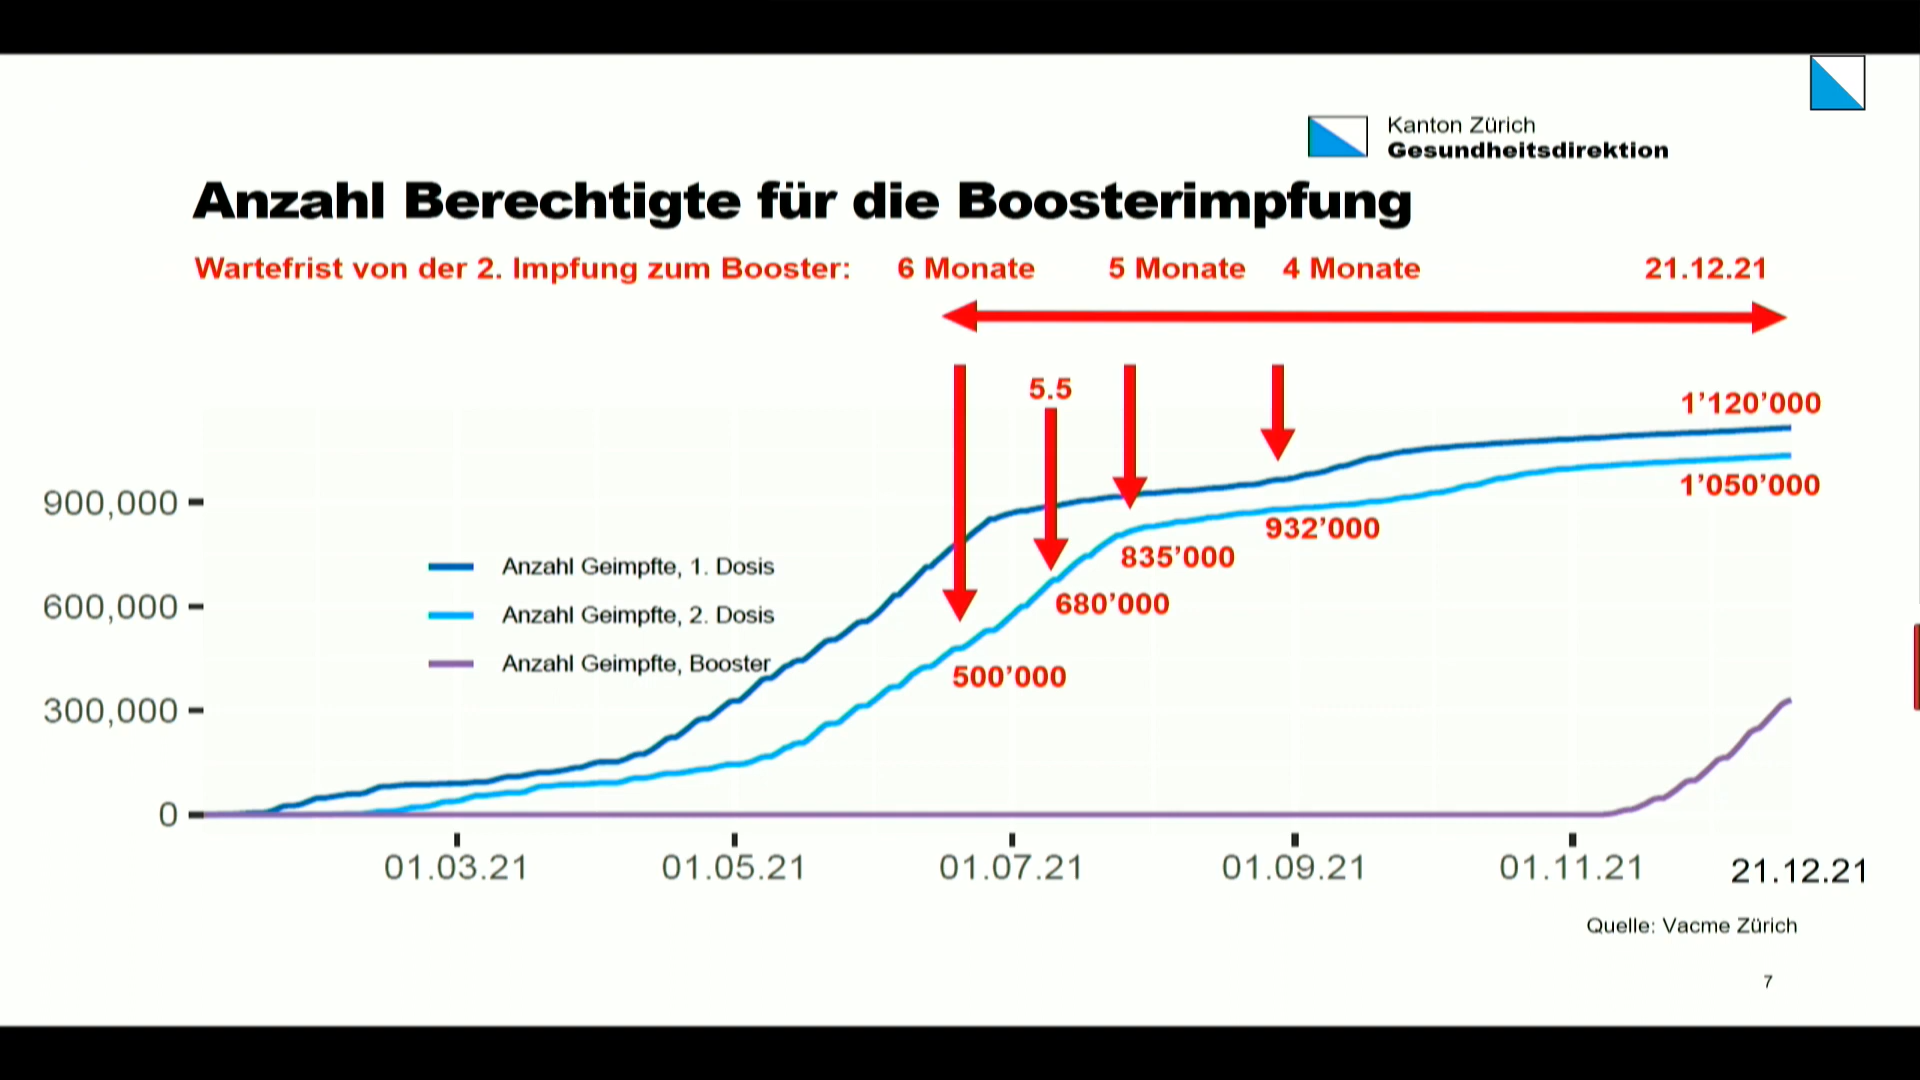 Kanton Zürich
Gesundheitsdirektion
Anzahl Berechtigte für die Boosterimpfung
Wartefrist von der 2. Impfung zum Booster: 6 Monate 5 Monate 4 Monate 21.12.21
5.5
1’120’000
1’050’000
932’000
835’000
680’000
500’000
900,000
600,000
300,000
0
Anzahl Geimpfte, 1. Dosis
Anzahl Geimpfte, 2. Dosis
Anzahl Geimpfte, Booster
01.03.21 01.05.21 01.07.21 01.09.21 01.11.21 21.12.21
Quelle: Vacme Zürich
7